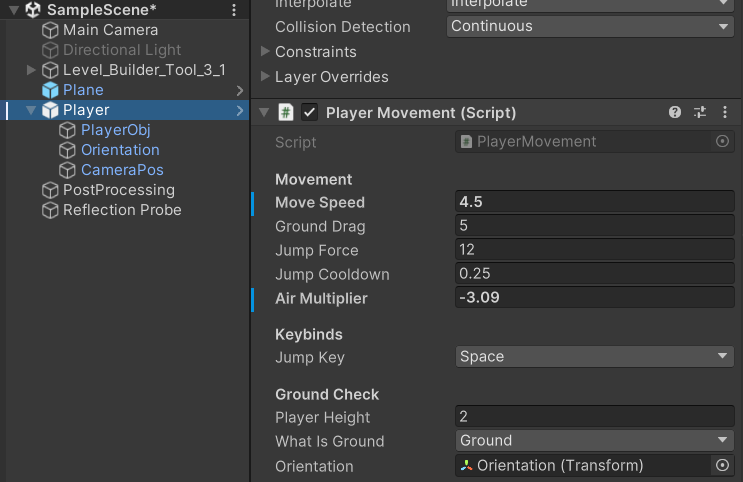 SampleScene*
Main Camera
Directional Light
Level_Builder_Tool_3_1
Plane
Player
PlayerObj
Orientation
CameraPos
PostProcessing
Reflection Probe
Interpolate Interpolate
Collision Detection Continuous
Constraints
Layer Overrides
Player Movement (Script)
Script PlayerMovement
Movement
Move Speed 4.5
Ground Drag 5
Jump Force 12
Jump Cooldown 0.25
Air Multiplier -3.09
Keybinds
Jump Key Space
Ground Check
Player Height 2
What Is Ground Ground
Orientation Orientation (Transform)